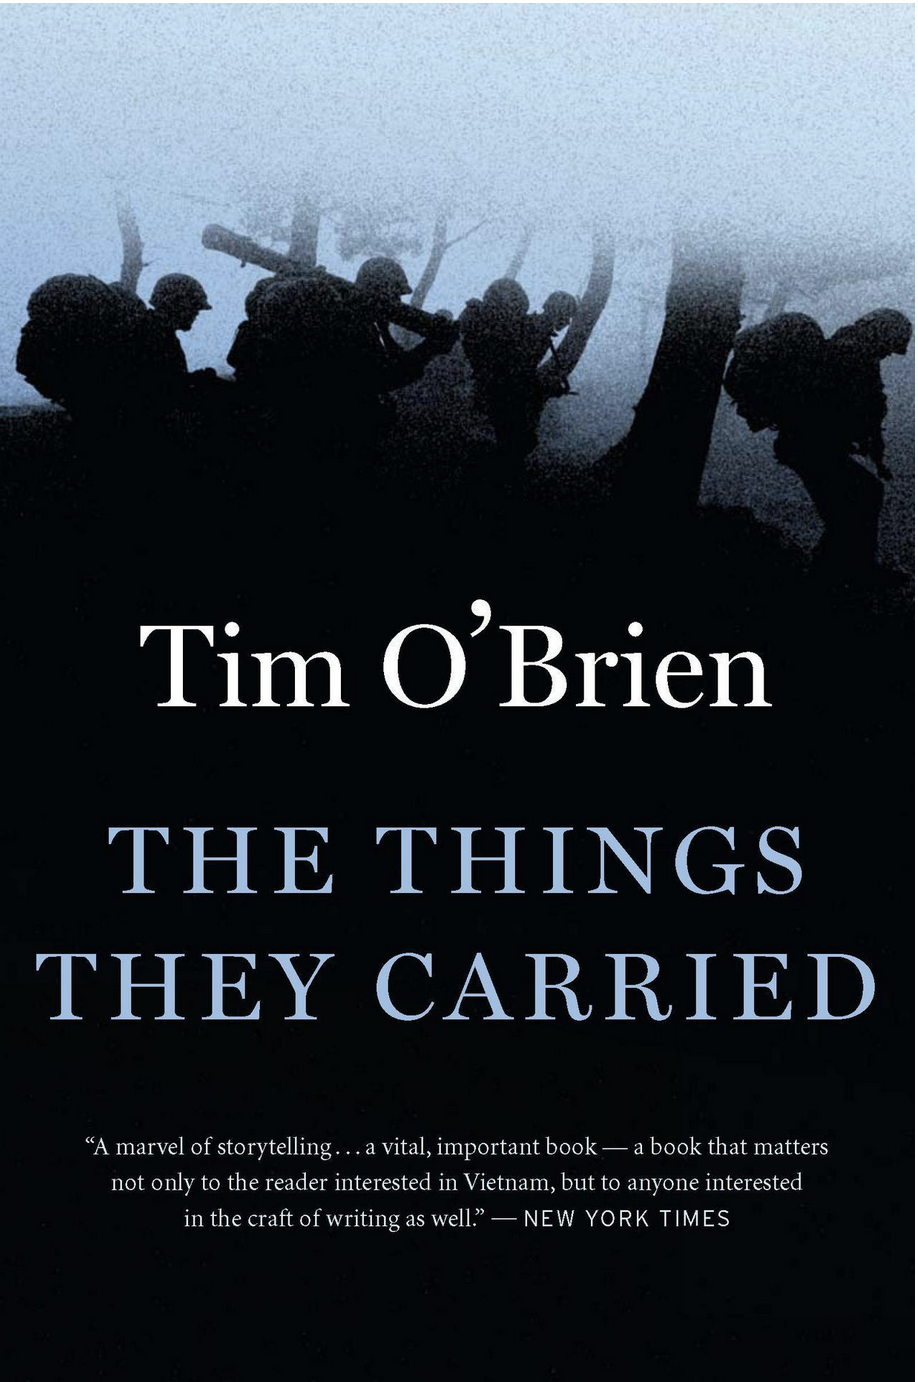 Tim O’Brien
THE THINGS
THEY CARRIED
“A marvel of storytelling . . . a vital, important book — a book that matters
not only to the reader interested in Vietnam, but to anyone interested
in the craft of writing as well.” — NEW YORK TIMES